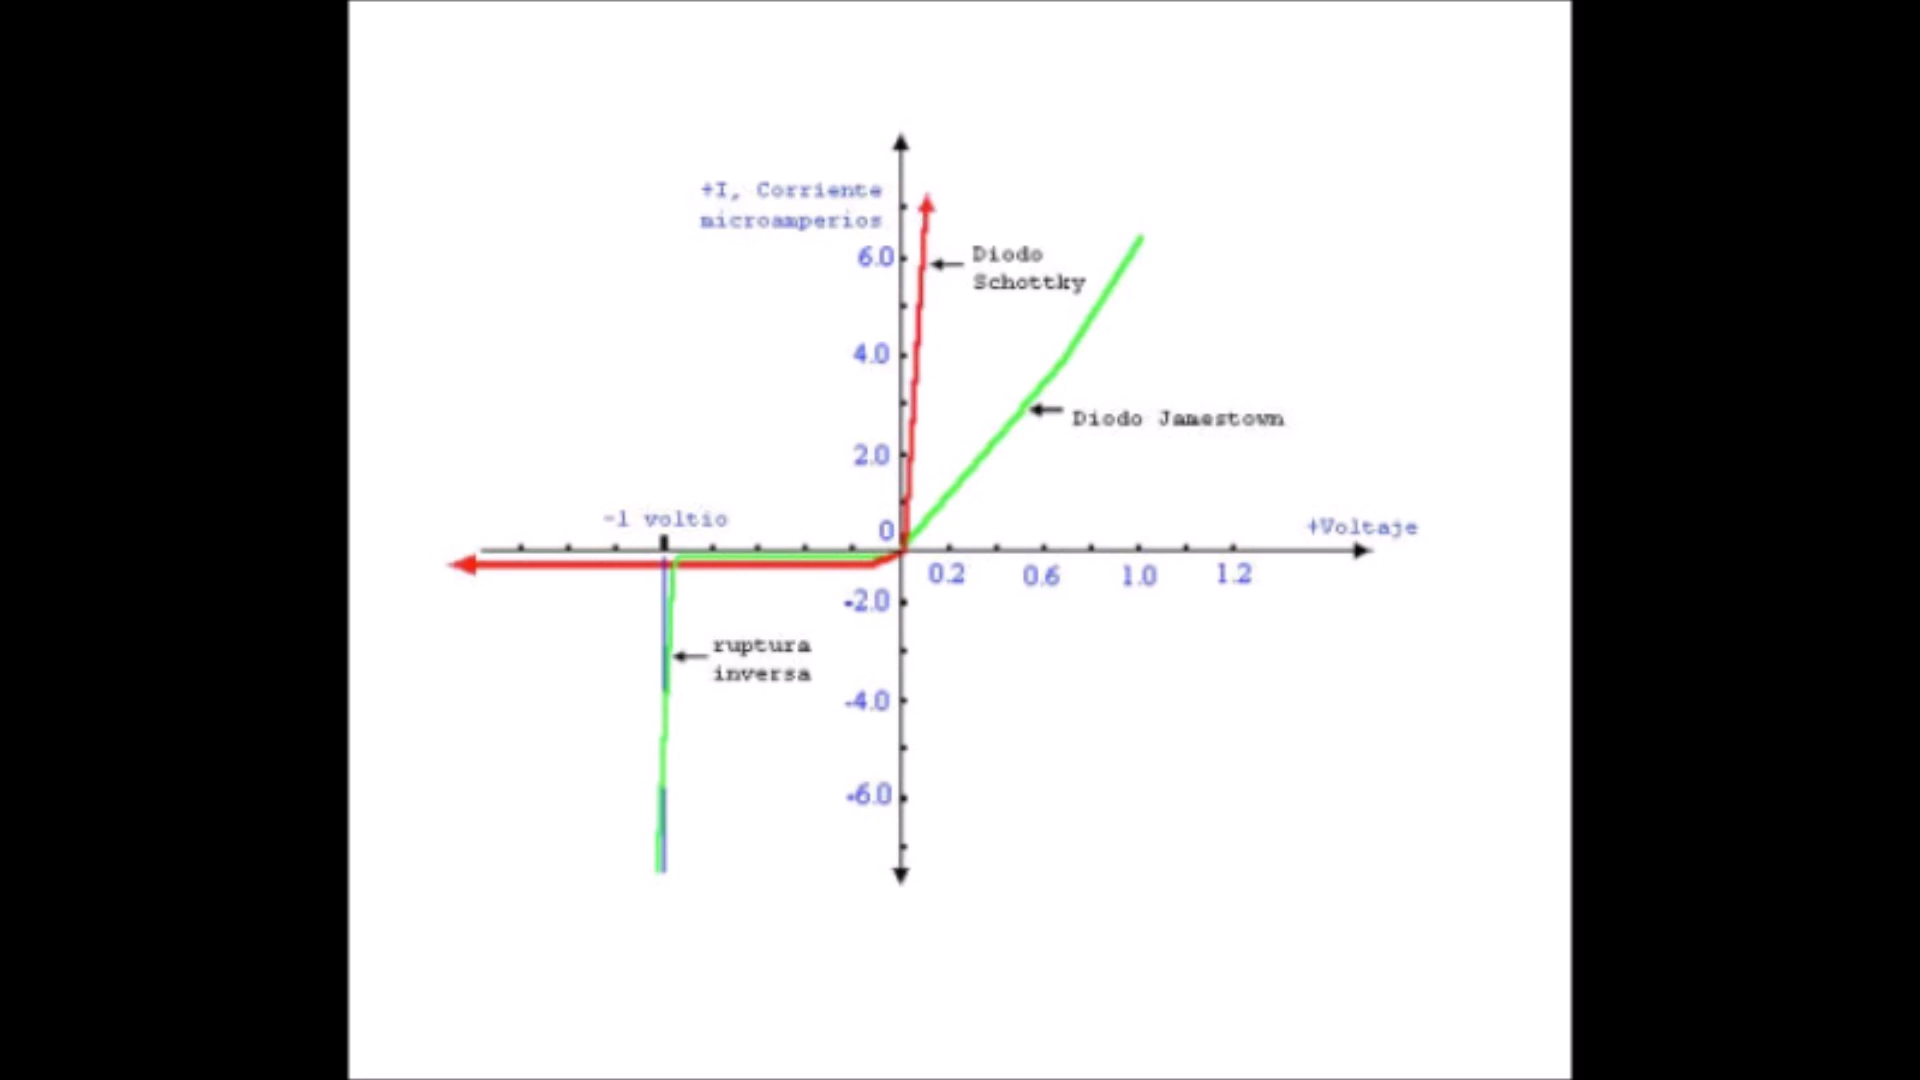 +I, Corriente
microamperios
6.0
Diodo
Schottky
4.0
Diodo Jamestown
2.0
-1 voltio
0
+Voltaje
0.2
0.6
1.0
1.2
-2.0
ruptura
inversa
-4.0
-6.0